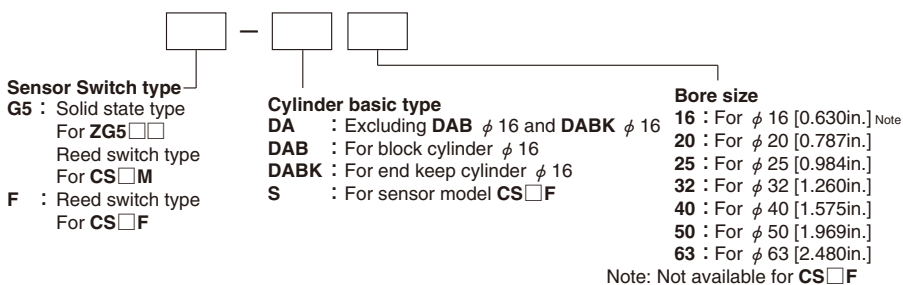 －
Sensor Switch type
G5 : Solid state type
For ZG5□□
Reed switch type
For CS□M
F : Reed switch type
For CS□F
Cylinder basic type
DA : Excluding DAB φ 16 and DABK φ 16
DAB : For block cylinder φ 16
DABK : For end keep cylinder φ 16
S : For sensor model CS□F
Bore size
16 : For φ 16 [0.630in.] Note
20 : For φ 20 [0.787in.]
25 : For φ 25 [0.984in.]
32 : For φ 32 [1.260in.]
40 : For φ 40 [1.575in.]
50 : For φ 50 [1.969in.]
63 : For φ 63 [2.480in.]
Note: Not available for CS□F